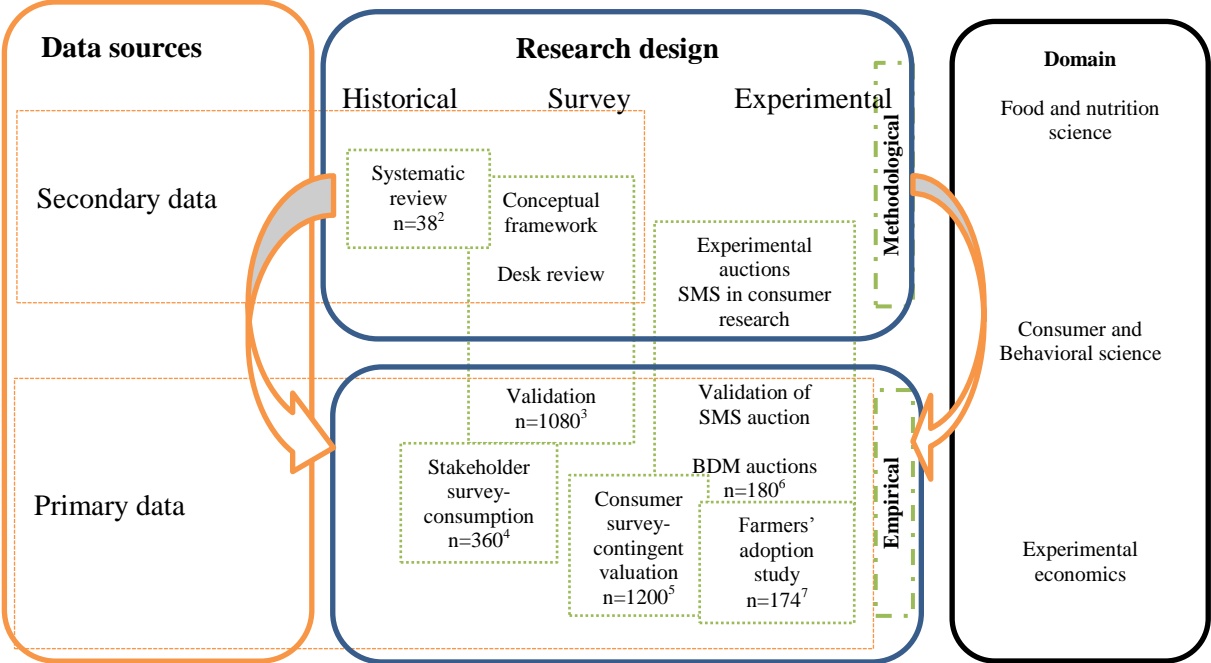 Data sources
Research design
Domain
Historical
Survey
Experimental
Methodological
Food and nutrition
science
Secondary data
Systematic
review
n=38²
Conceptual
framework
Desk review
Experimental
auctions
SMS in consumer
research
Consumer and
Behavioral science
Primary data
Validation
n=1080³
Validation of
SMS auction
BDM auctions
n=180⁶
Stakeholder
survey-
consumption
n=360⁴
Consumer
survey-
contingent
valuation
n=1200⁵
Farmers’
adoption
study
n=174⁷
Empirical
Experimental
economics